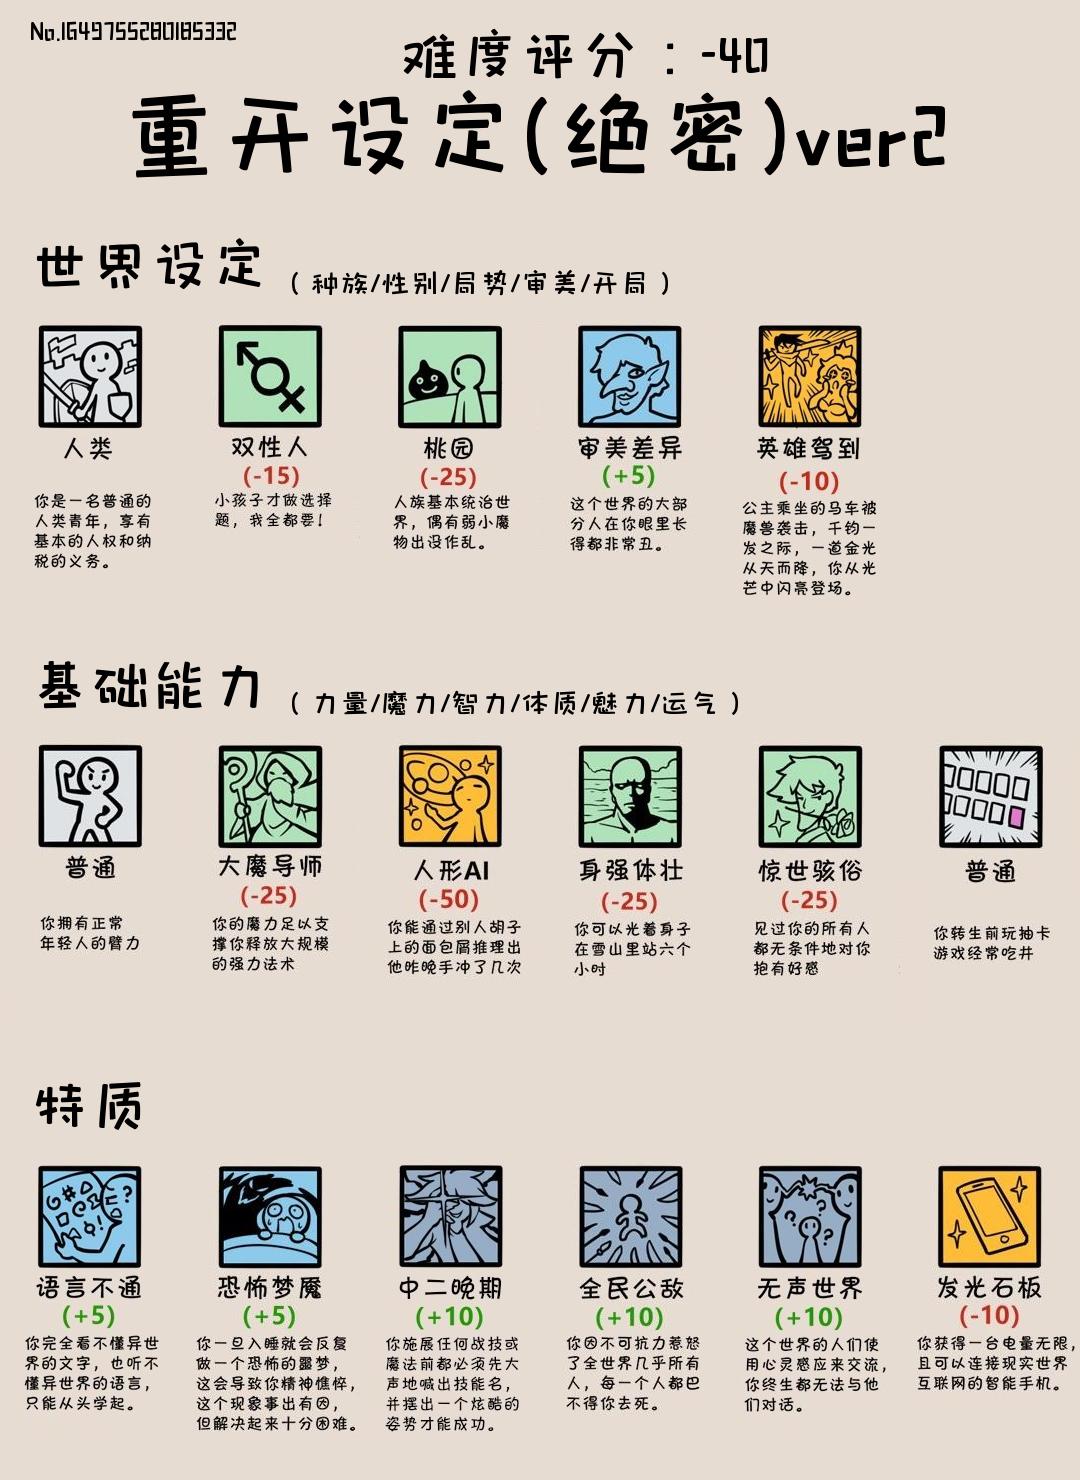 No.1649755280185332
难度评分：-40
重开设定(绝密)ver2
世界设定 （种族/性别/局势/审美/开局）
人类
你是一名普通的
人类青年，享有
基本的人权和纳
税的义务。
双性人
(-15)
小孩子才做选择
题，我全都要！
桃园
(-25)
人族基本统治世
界，偶有弱小魔
物出没作乱。
审美差异
(+5)
这个世界的大部
分人在你眼里长
得都非常丑。
英雄驾到
(-10)
公主乘坐的马车被
魔兽袭击，千钧一
发之际，一道金光
从天而降，你从光
芒中闪亮登场。
基础能力 （力量/魔力/智力/体质/魅力/运气）
普通
你拥有正常
年轻人的臂力
大魔导师
(-25)
你的魔力足以支
撑你释放大规模
的强力法术
人形AI
(-50)
你能通过别人胡子
上的面包屑推理出
他昨晚手冲了几次
身强体壮
(-25)
你可以光着身子
在雪山里站六个
小时
惊世骇俗
(-25)
见过你的所有人
都无条件地对你
抱有好感
普通
你转生前玩抽卡
游戏经常吃井
特质
语言不通
(+5)
你完全看不懂异世
界的文字，也听不
懂异世界的语言，
只能从头学起。
恐怖梦魇
(+5)
你一旦入睡就会反复
做一个恐怖的噩梦，
这会导致你精神憔悴，
这个现象事出有因，
但解决起来十分困难。
中二晚期
(+10)
你施展任何战技或
魔法前都必须先大
声地喊出技能名，
并摆出一个炫酷的
姿势才能成功。
全民公敌
(+10)
你因不可抗力惹怒
了全世界几乎所有
人，每一个人都巴
不得你去死。
无声世界
(+10)
这个世界的人们使
用心灵感应来交流，
你终生都无法与他
们对话。
发光石板
(-10)
你获得一台电量无限，
且可以连接现实世界
互联网的智能手机。